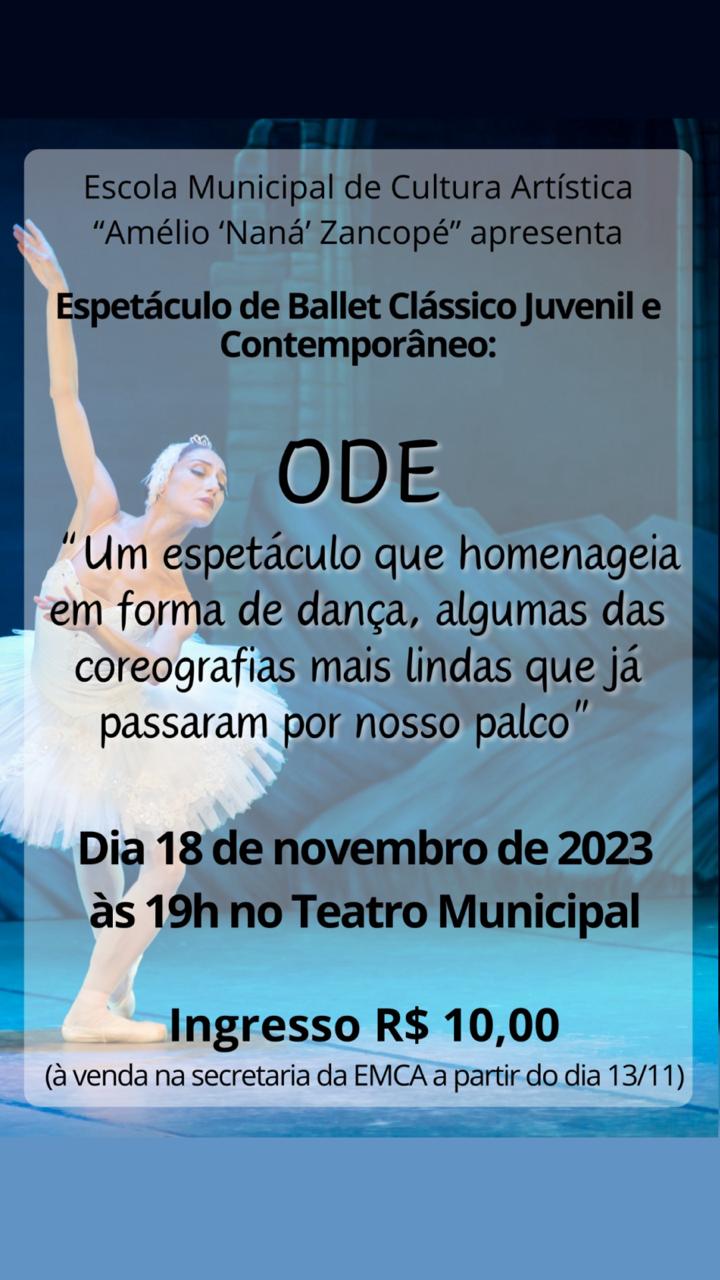 Escola Municipal de Cultura Artística
“Amélio ‘Naná’ Zancopé” apresenta
Espetáculo de Ballet Clássico Juvenil e
Contemporâneo:
ODE
“Um espetáculo que homenageia
em forma de dança, algumas das
coreografias mais lindas que já
passaram por nosso palco”
Dia 18 de novembro de 2023
às 19h no Teatro Municipal
Ingresso R$ 10,00
(à venda na secretaria da EMCA a partir do dia 13/11)